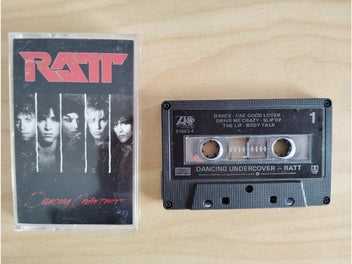 RATT
Dancing Undercover
DANCE · ONE GOOD LOVER
DRIVE ME CRAZY · SLIP OF
THE LIP · BODY TALK
1
DANCING UNDERCOVER – RATT